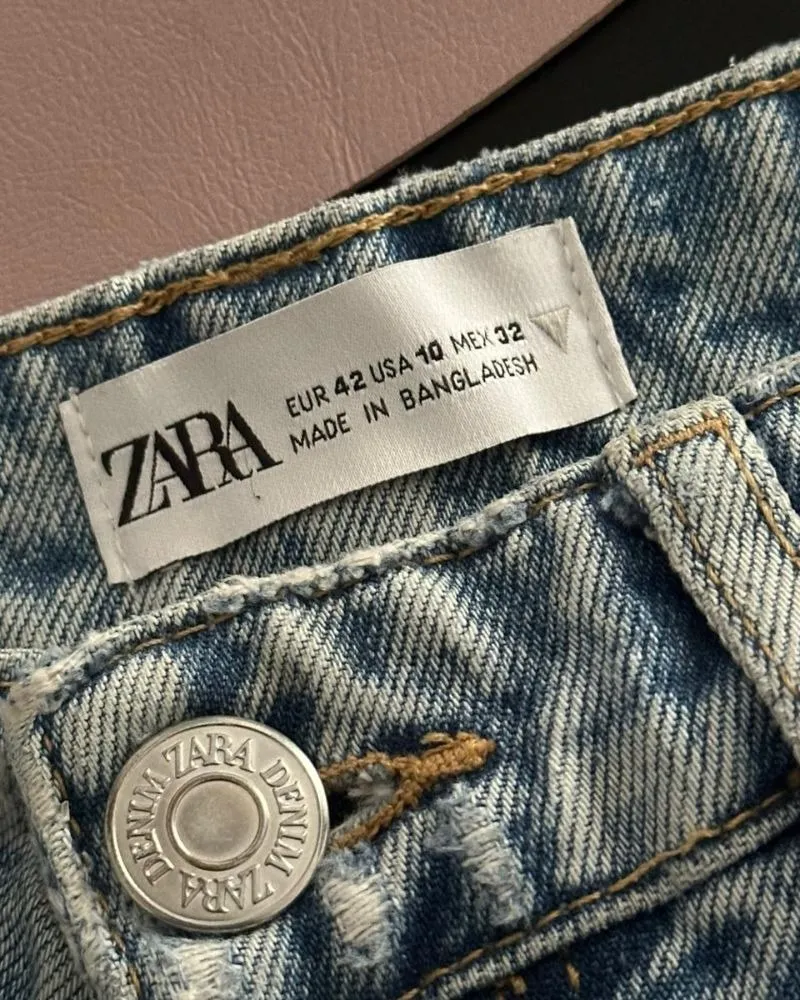 ZARA
EUR 42 USA 10 MEX 32
MADE IN BANGLADESH
ZARA DENIM ZARA DENIM